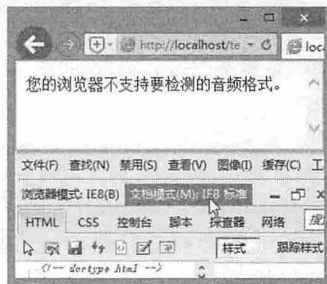 http://localhost/te
loc
您的浏览器不支持要检测的音频格式。
文件(F) 查找(N) 禁用(S) 查看(V) 图像(I) 缓存(C) 工
浏览器模式: IE8(B) 文档模式(M): IE8 标准
HTML CSS 控制台 脚本 探查器 网络
样式 跟踪样式
<!-- doctype html -->